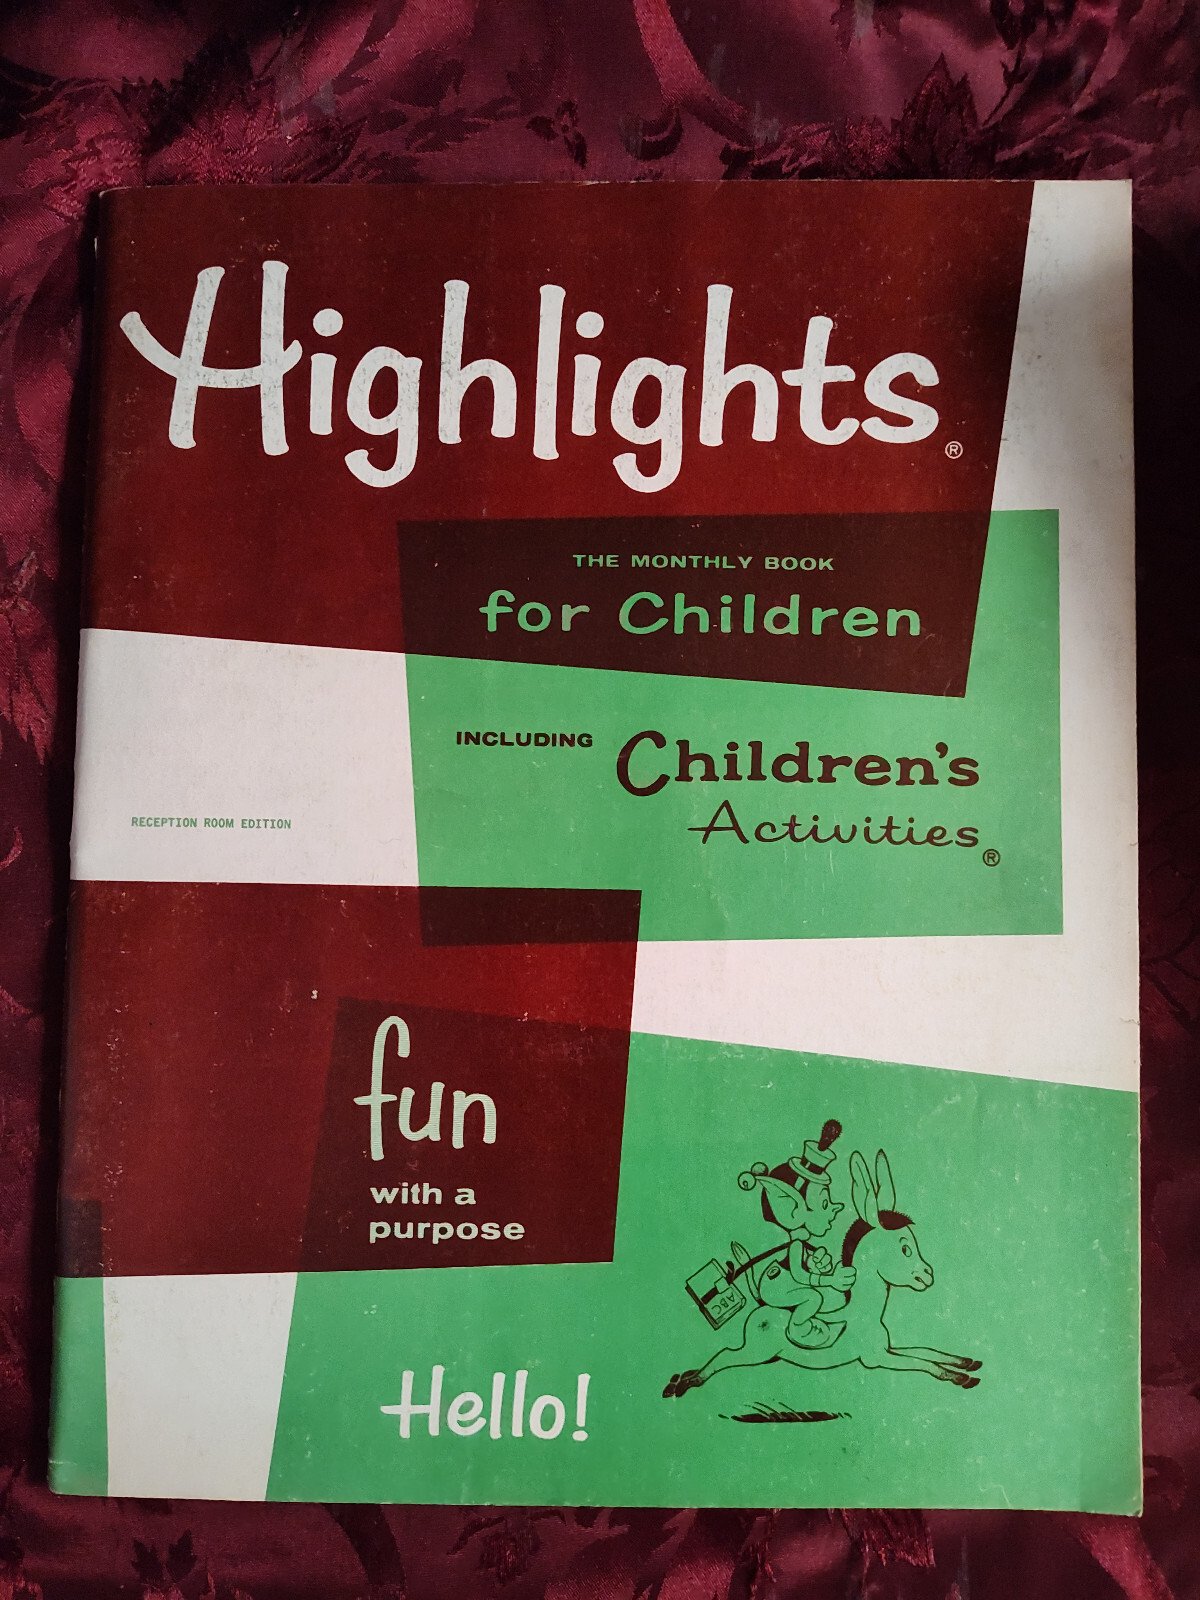 Highlights®
THE MONTHLY BOOK
for Children
INCLUDING Children's
Activities®
RECEPTION ROOM EDITION
fun
with a
purpose
ABC
Hello!